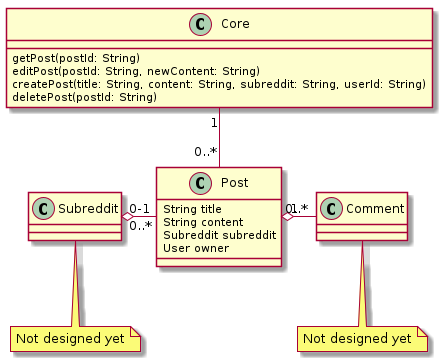 C Core
getPost(postId: String)
editPost(postId: String, newContent: String)
createPost(title: String, content: String, subreddit: String, userId: String)
deletePost(postId: String)
1
0..*
C Post
String title
String content
Subreddit subreddit
User owner
C Subreddit
0-1
0..*
0
1.*
C Comment
Not designed yet
Not designed yet